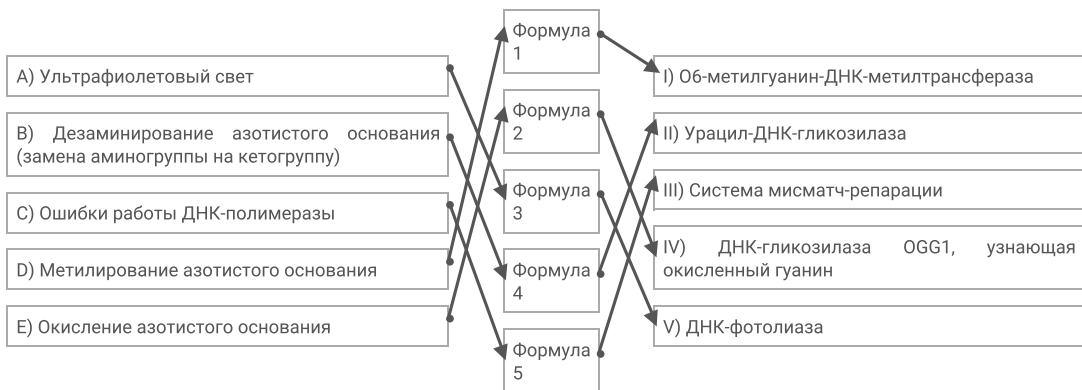 A) Ультрафиолетовый свет
B) Дезаминирование азотистого основания
(замена аминогруппы на кетогруппу)
C) Ошибки работы ДНК-полимеразы
D) Метилирование азотистого основания
E) Окисление азотистого основания
Формула
1
Формула
2
Формула
3
Формула
4
Формула
5
I) О6-метилгуанин-ДНК-метилтрансфераза
II) Урацил-ДНК-гликозилаза
III) Система мисматч-репарации
IV) ДНК-гликозилаза OGG1, узнающая
окисленный гуанин
V) ДНК-фотолиаза